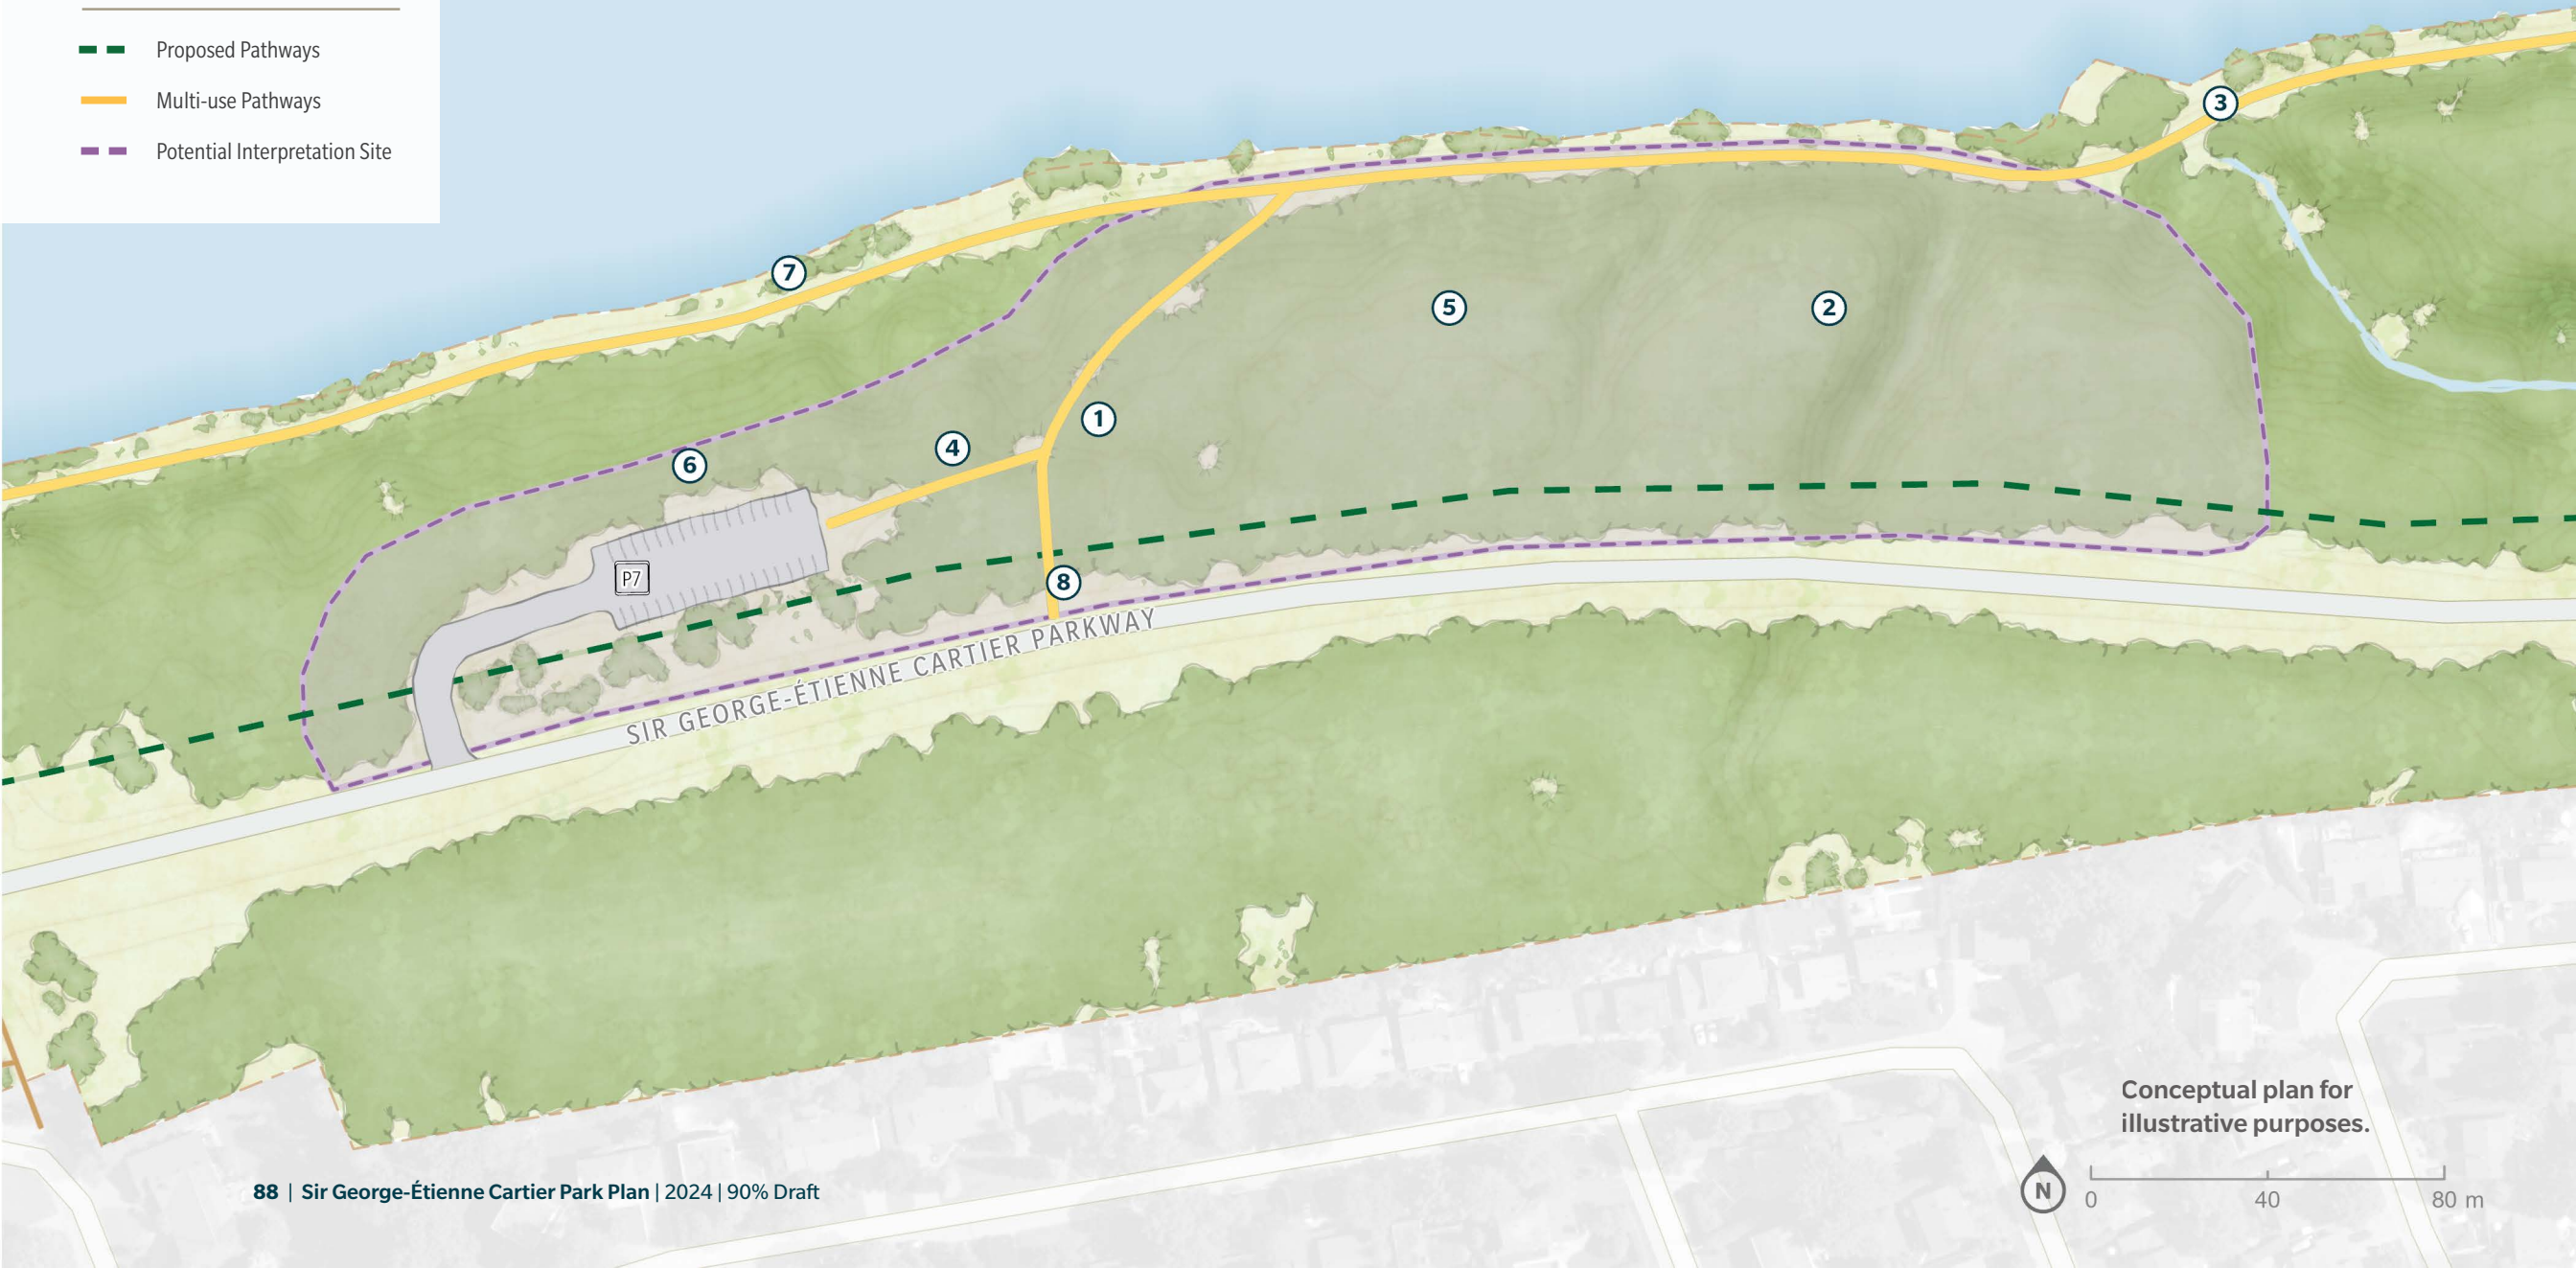 Proposed Pathways
Multi-use Pathways
Potential Interpretation Site
3
7
5
2
1
4
6
P7
8
SIR GEORGE-ÉTIENNE CARTIER PARKWAY
Conceptual plan for
illustrative purposes.
N
0 40 80 m
88 | Sir George-Étienne Cartier Park Plan | 2024 | 90% Draft